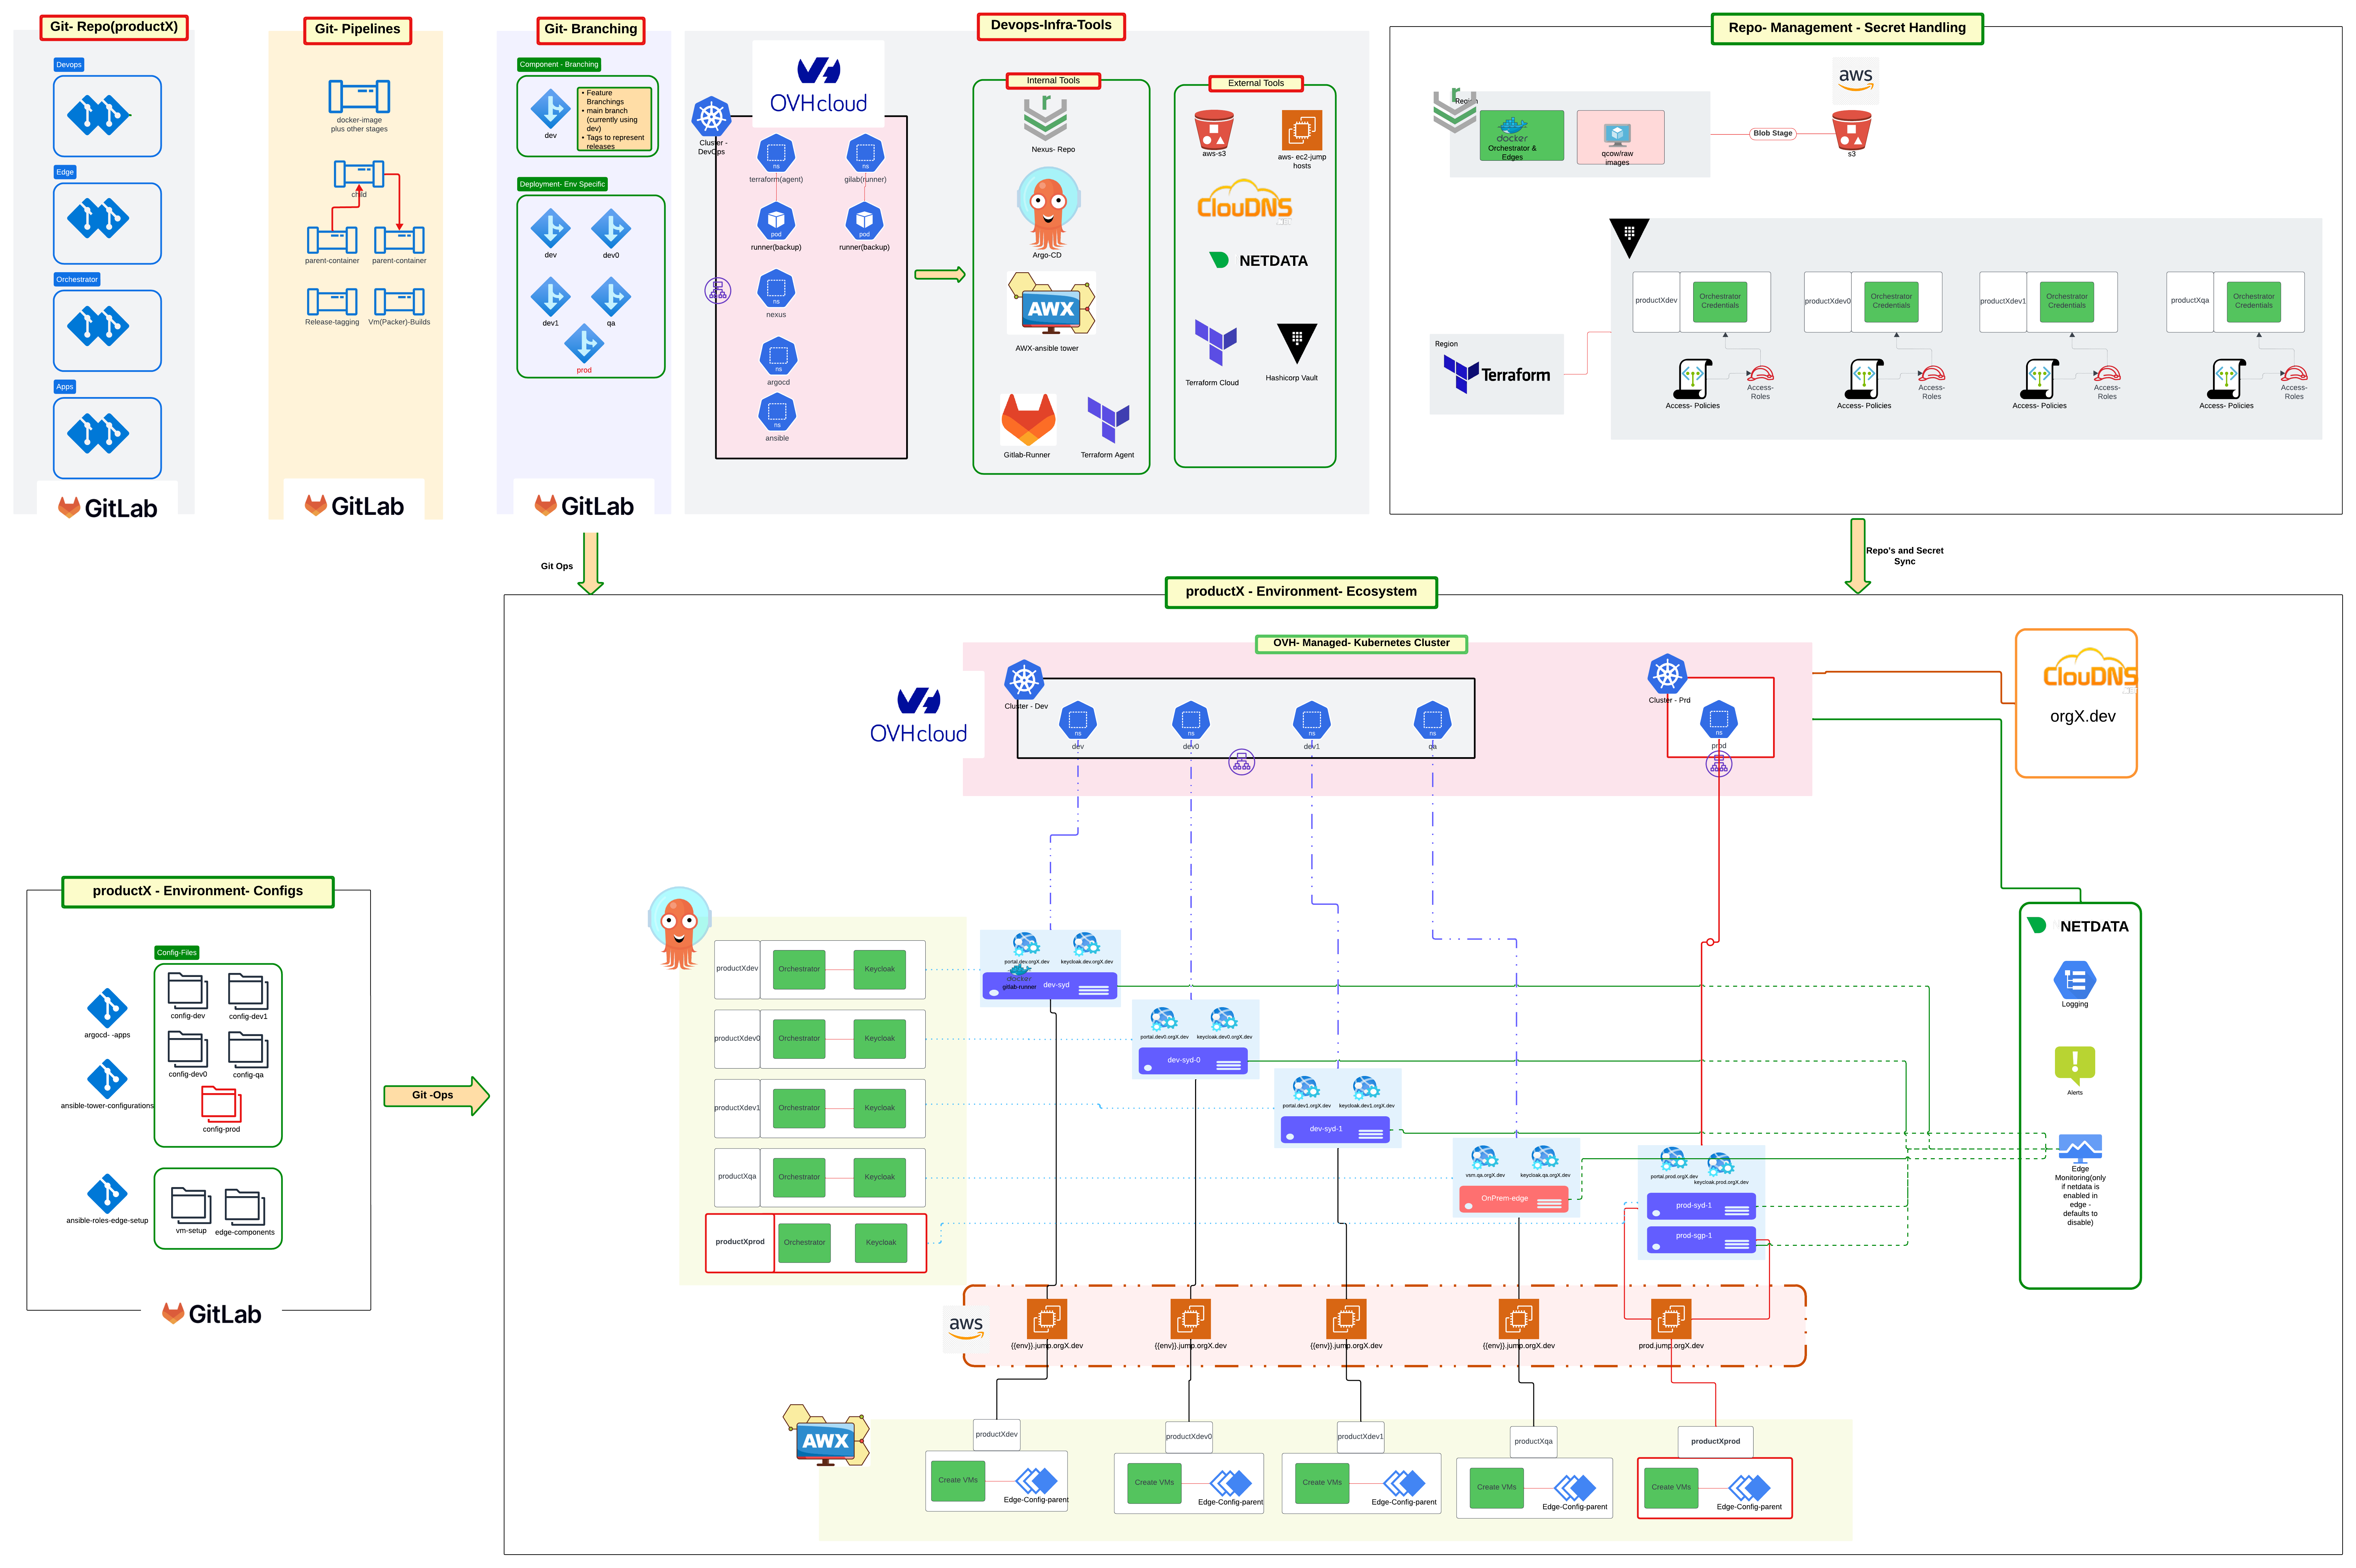 Git- Repo(productX)
Devops
Edge
Orchestrator
Apps
GitLab
Git- Pipelines
docker-image
plus other stages
child
parent-container
parent-container
Release-tagging
Vm(Packer)-Builds
GitLab
Git- Branching
Component - Branching
dev
• Feature
Branchings
• main branch
(currently using
dev)
• Tags to represent
releases
Deployment- Env Specific
dev
dev0
dev1
qa
prod
GitLab
Devops-Infra-Tools
OVHcloud
Cluster -
DevOps
ns
terraform(agent)
ns
gilab(runner)
pod
runner(backup)
pod
runner(backup)
ns
nexus
ns
argocd
ns
ansible
Internal Tools
Nexus- Repo
Argo-CD
AWX
AWX-ansible tower
Gitlab-Runner
Terraform Agent
External Tools
aws-s3
aws- ec2-jump
hosts
ClouDNS
NETDATA
Terraform Cloud
Hashicorp Vault
Repo- Management - Secret Handling
Region
docker
Orchestrator &
Edges
qcow/raw
images
Blob Stage
aws
s3
productXdev
Orchestrator
Credentials
productXdev0
Orchestrator
Credentials
productXdev1
Orchestrator
Credentials
productXqa
Orchestrator
Credentials
Region
Terraform
Access- Policies
Access-
Roles
Access- Policies
Access-
Roles
Access- Policies
Access-
Roles
Access- Policies
Access-
Roles
Git Ops
Repo's and Secret
Sync
productX - Environment- Ecosystem
OVH- Managed- Kubernetes Cluster
OVHcloud
Cluster - Dev
ns
dev
ns
dev0
ns
dev1
ns
qa
Cluster - Prd
ns
prod
ClouDNS
orgX.dev
productX - Environment- Configs
Config-Files
config-dev
config-dev1
config-dev0
config-qa
config-prod
argocd- -apps
ansible-tower-configurations
ansible-roles-edge-setup
vm-setup
edge-components
GitLab
Git -Ops
productXdev
Orchestrator
Keycloak
productXdev0
Orchestrator
Keycloak
productXdev1
Orchestrator
Keycloak
productXqa
Orchestrator
Keycloak
productXprod
Orchestrator
Keycloak
portal.dev.orgX.dev
keycloak.dev.orgX.dev
docker
gitlab-runner
dev-syd
portal.dev0.orgX.dev
keycloak.dev0.orgX.dev
dev-syd-0
portal.dev1.orgX.dev
keycloak.dev1.orgX.dev
dev-syd-1
vsm.qa.orgX.dev
keycloak.qa.orgX.dev
OnPrem-edge
portal.prod.orgX.dev
keycloak.prod.orgX.dev
prod-syd-1
prod-sgp-1
NETDATA
Logging
Alerts
Edge
Monitoring(only
if netdata is
enabled in
edge -
defaults to
disable)
aws
{{env}}.jump.orgX.dev
{{env}}.jump.orgX.dev
{{env}}.jump.orgX.dev
{{env}}.jump.orgX.dev
prod.jump.orgX.dev
AWX
productXdev
Create VMs
Edge-Config-parent
productXdev0
Create VMs
Edge-Config-parent
productXdev1
Create VMs
Edge-Config-parent
productXqa
Create VMs
Edge-Config-parent
productXprod
Create VMs
Edge-Config-parent